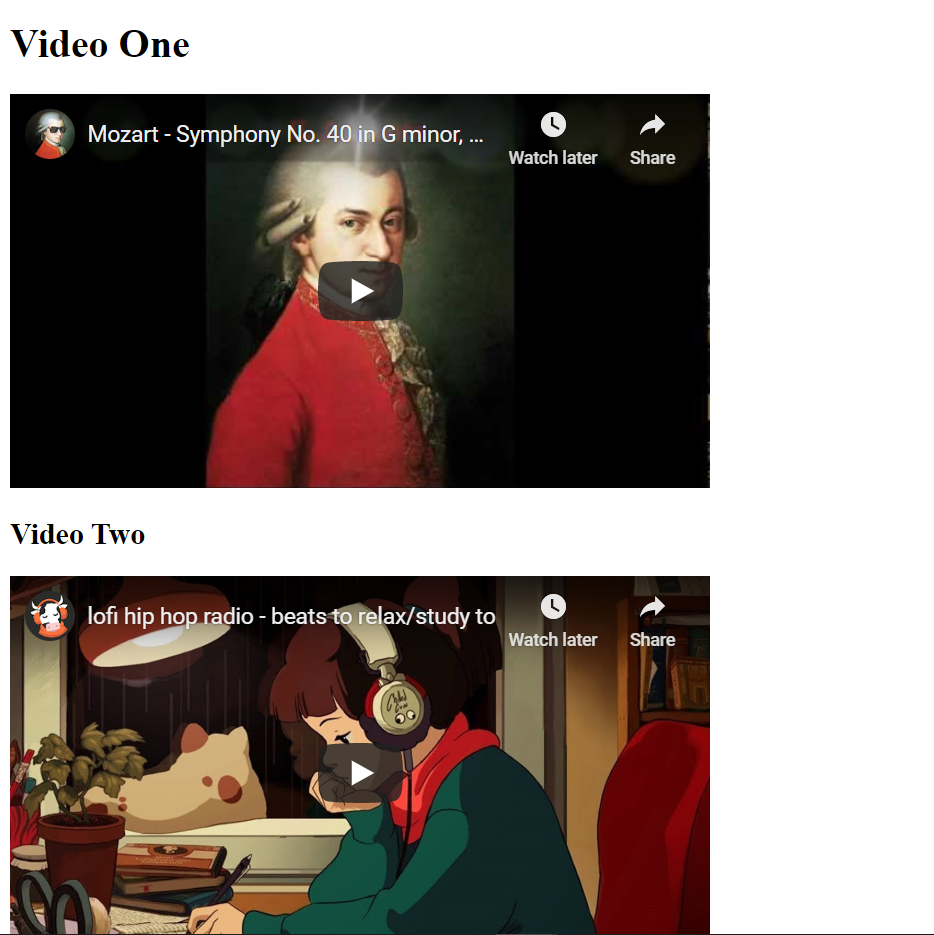 Video One
Mozart - Symphony No. 40 in G minor, ...
Watch later
Share
Video Two
lofi hip hop radio - beats to relax/study to
Watch later
Share